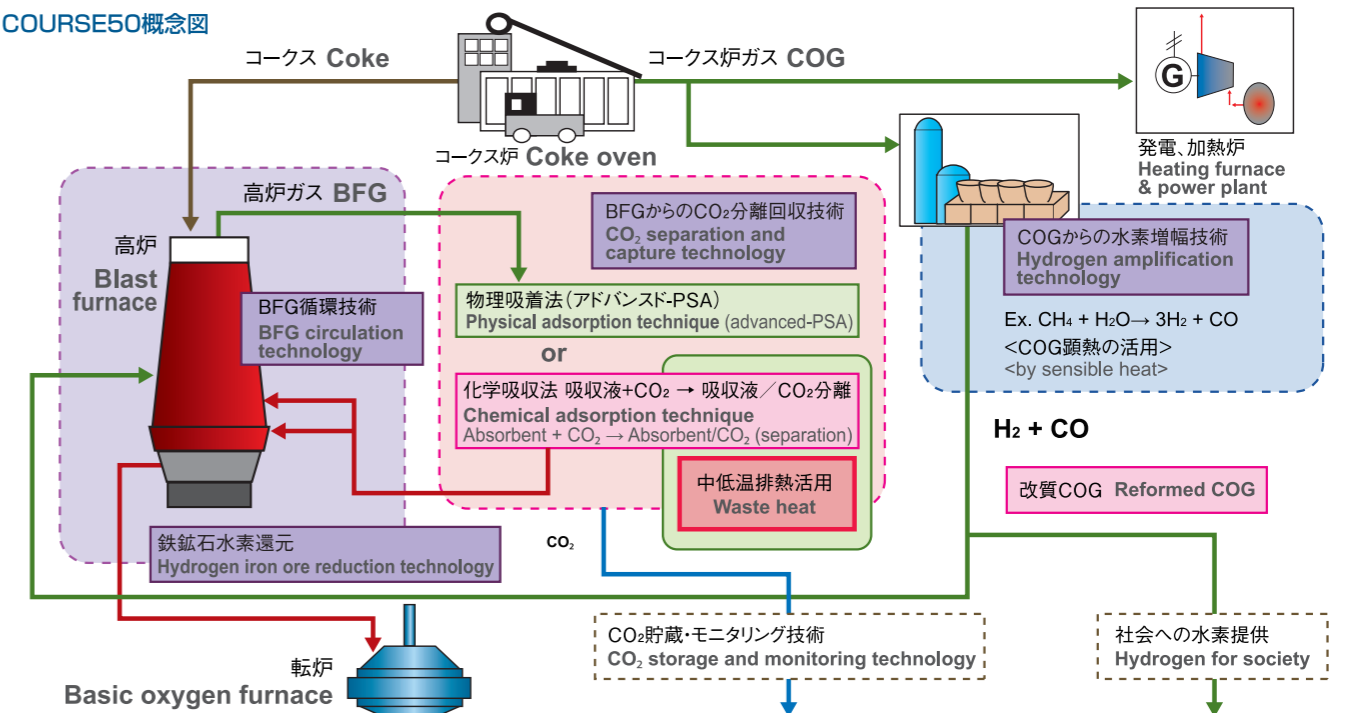 COURSE50概念図
コークス Coke
コークス炉ガス COG
G
コークス炉 Coke oven
発電、加熱炉
Heating furnace
& power plant
高炉ガス BFG
高炉
Blast
furnace
BFG循環技術
BFG circulation
technology
BFGからのCO₂分離回収技術
CO₂ separation and
capture technology
物理吸着法(アドバンスド-PSA)
Physical adsorption technique (advanced-PSA)
or
化学吸収法 吸収液+CO₂ → 吸収液/CO₂分離
Chemical adsorption technique
Absorbent + CO₂ → Absorbent/CO₂ (separation)
中低温排熱活用
Waste heat
COGからの水素増幅技術
Hydrogen amplification
technology
Ex. CH₄ + H₂O→ 3H₂ + CO
<COG顕熱の活用>
<by sensible heat>
H₂ + CO
改質COG Reformed COG
鉄鉱石水素還元
Hydrogen iron ore reduction technology
CO₂
CO₂貯蔵・モニタリング技術
CO₂ storage and monitoring technology
社会への水素提供
Hydrogen for society
転炉
Basic oxygen furnace